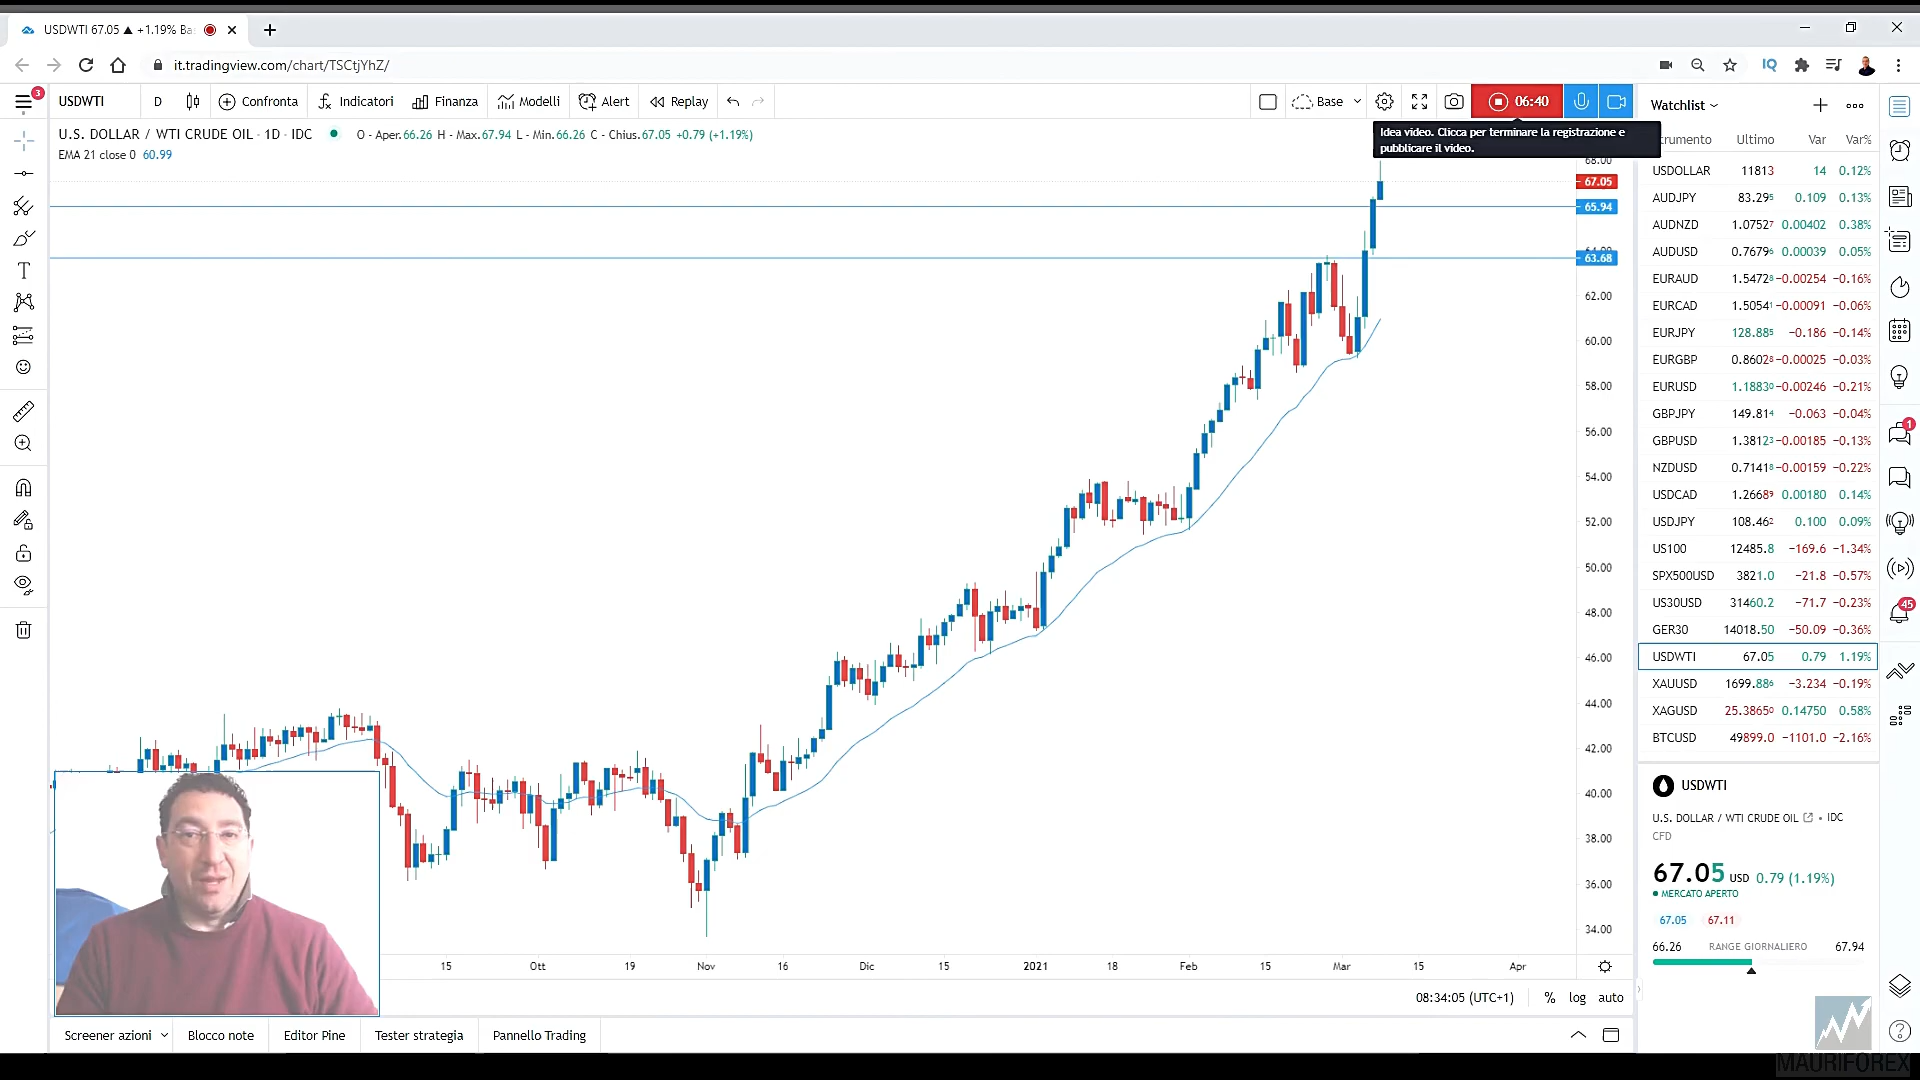 USDWTI 67.05 ▲ +1.19% Ba
it.tradingview.com/chart/TSCtjYhZ/
3 USDWTI D Confronta Indicatori Finanza Modelli Alert Replay Base 06:40 Watchlist
U.S. DOLLAR / WTI CRUDE OIL · 1D · IDC O - Aper.66.26 H - Max.67.94 L - Min.66.26 C - Chius.67.05 +0.79 (+1.19%)
EMA 21 close 0 60.99
Idea video. Clicca per terminare la registrazione e
pubblicare il video.
68.00
67.05
65.94
64.00
63.68
62.00
60.00
58.00
56.00
54.00
52.00
50.00
48.00
46.00
44.00
42.00
40.00
38.00
36.00
34.00
15 Ott 19 Nov 16 Dic 15 2021 18 Feb 15 Mar 15 Apr
08:34:05 (UTC+1) % log auto
Screener azioni Blocco note Editor Pine Tester strategia Pannello Trading
Ultimo Var Var%
USDOLLAR 11813 14 0.12%
AUDJPY 83.295 0.109 0.13%
AUDNZD 1.07527 0.00402 0.38%
AUDUSD 0.76796 0.00039 0.05%
EURAUD 1.54728 −0.00254 −0.16%
EURCAD 1.50541 −0.00091 −0.06%
EURJPY 128.885 −0.186 −0.14%
EURGBP 0.86028 −0.00025 −0.03%
EURUSD 1.18830 −0.00246 −0.21%
GBPJPY 149.814 −0.063 −0.04%
GBPUSD 1.38123 −0.00185 −0.13%
NZDUSD 0.71418 −0.00159 −0.22%
USDCAD 1.26689 0.00180 0.14%
USDJPY 108.462 0.100 0.09%
US100 12485.8 −169.6 −1.34%
SPX500USD 3821.0 −21.8 −0.57%
US30USD 31460.2 −71.7 −0.23%
GER30 14018.50 −50.09 −0.36%
USDWTI 67.05 0.79 1.19%
XAUUSD 1699.886 −3.234 −0.19%
XAGUSD 25.38650 0.14750 0.58%
BTCUSD 49899.0 −1101.0 −2.16%
USDWTI
U.S. DOLLAR / WTI CRUDE OIL • IDC
CFD
67.05 USD 0.79 (1.19%)
MERCATO APERTO
67.05 67.11
66.26 RANGE GIORNALIERO 67.94
IQ
1
45
MAURIFOREX